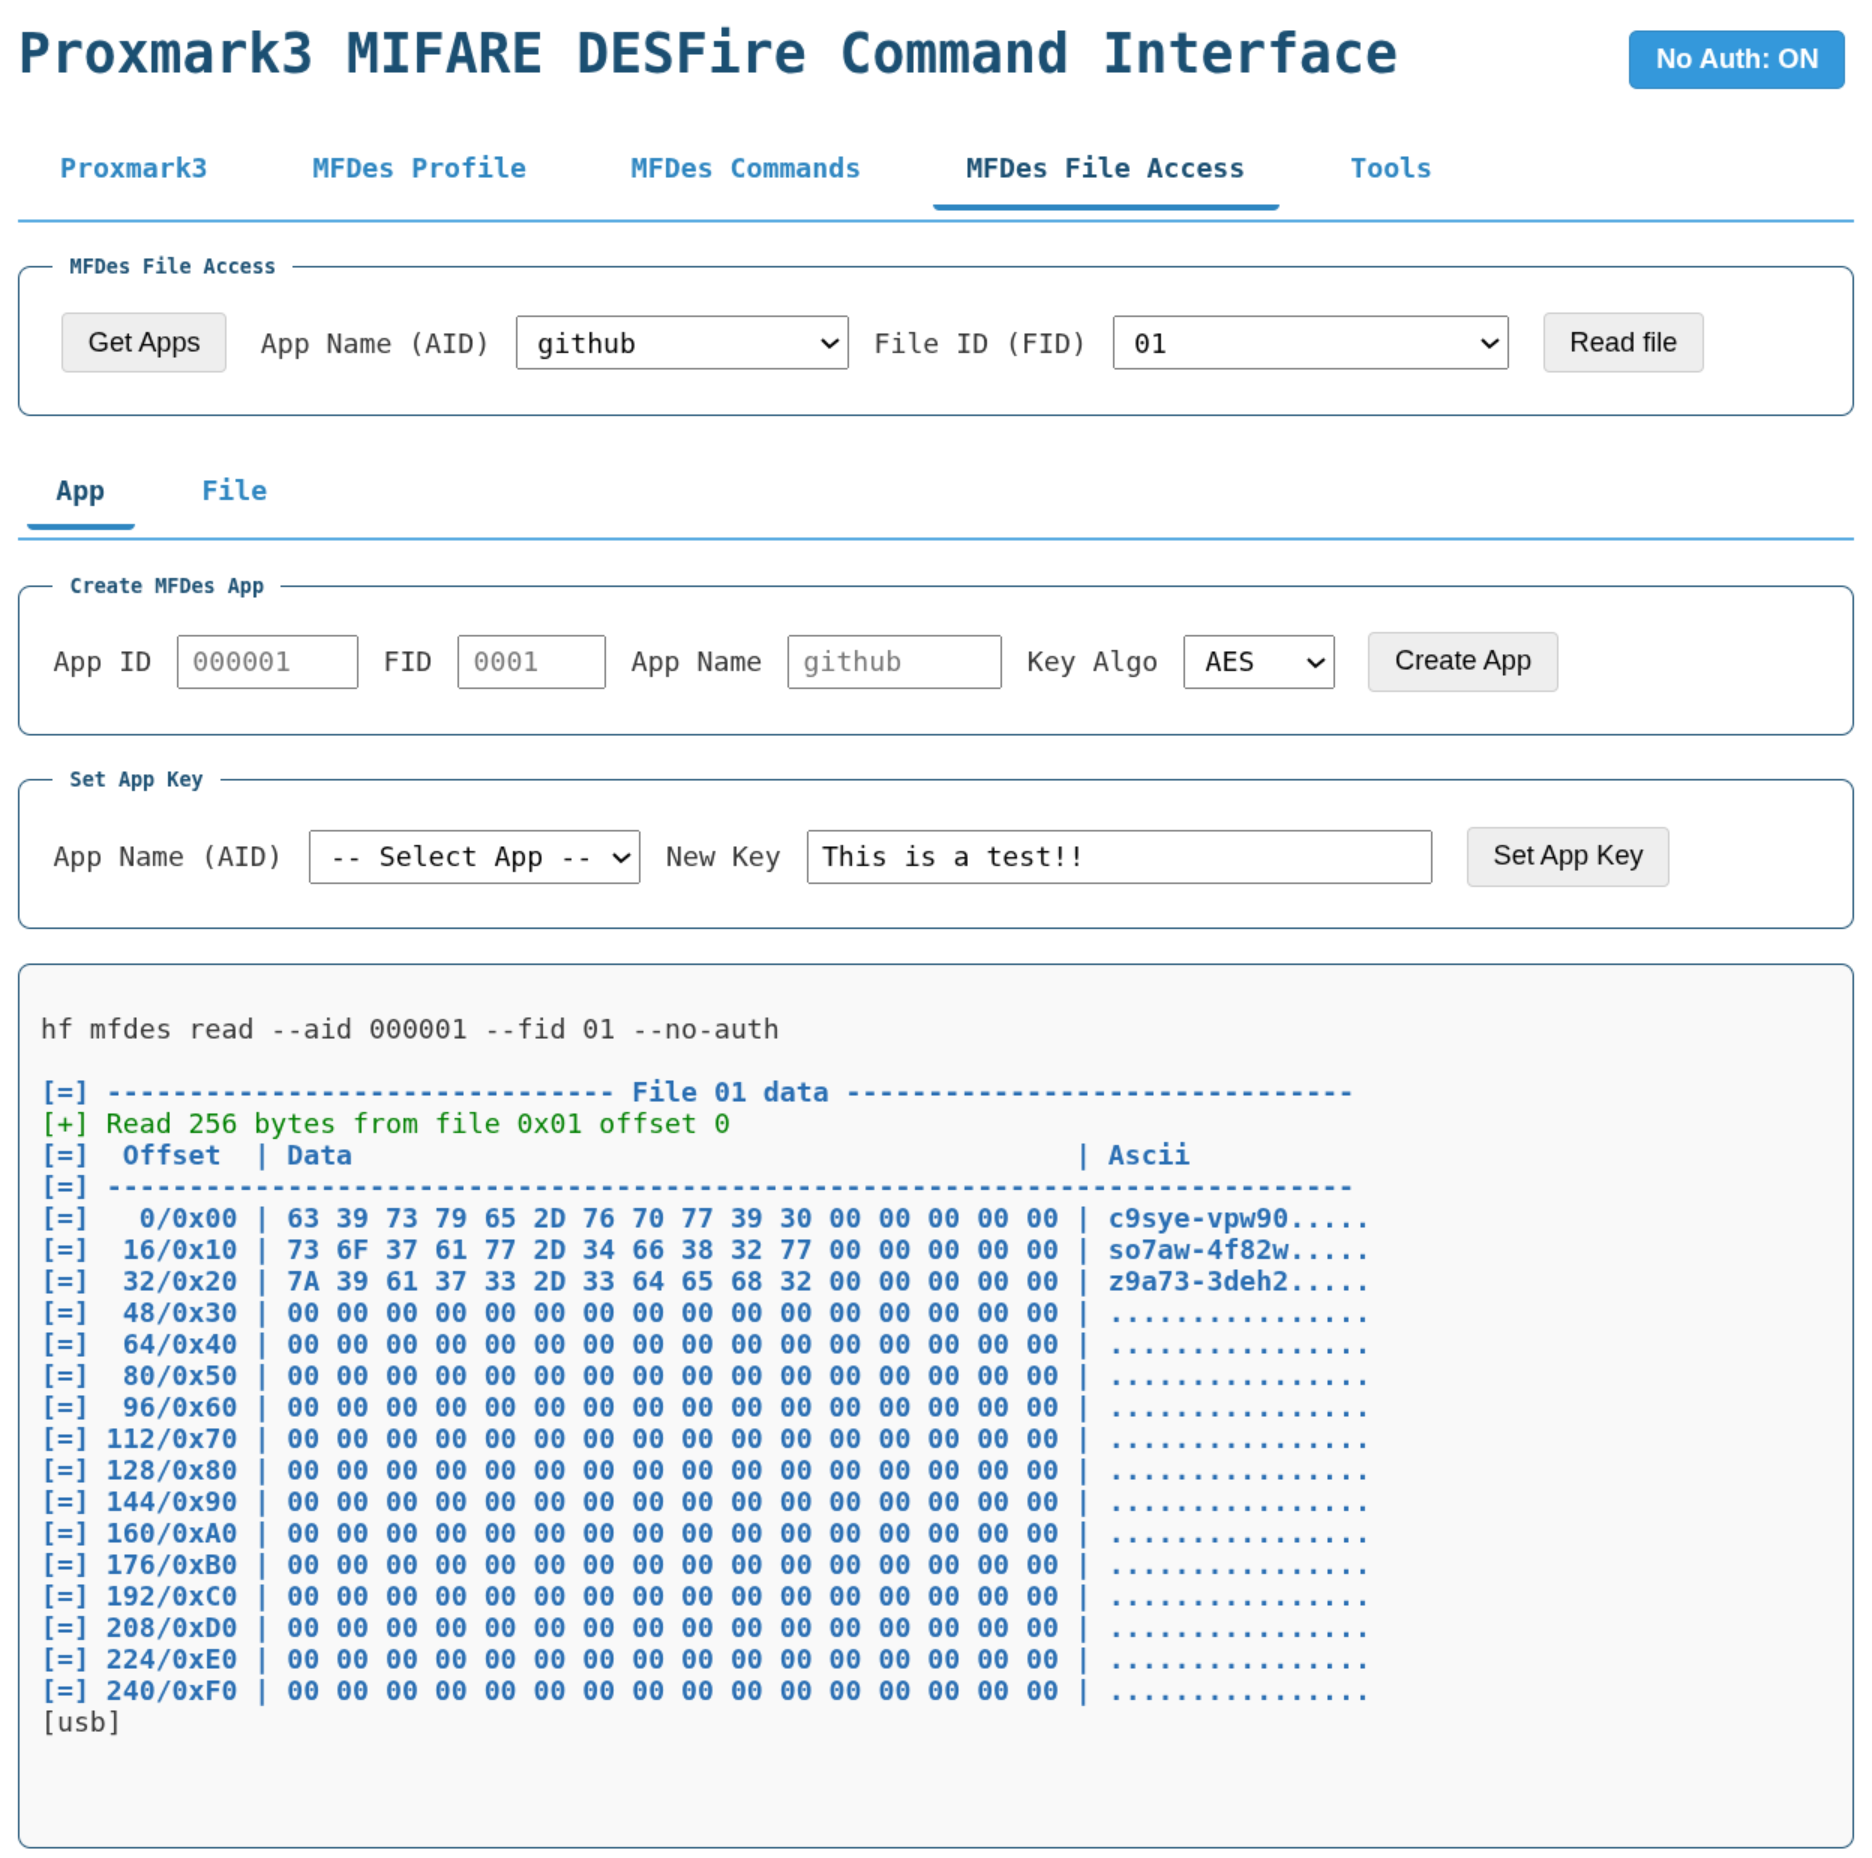 Proxmark3 MIFARE DESFire Command Interface No Auth: ON
Proxmark3 MFDes Profile MFDes Commands MFDes File Access Tools
MFDes File Access
Get Apps App Name (AID) github File ID (FID) 01 Read file
App File
Create MFDes App
App ID 000001 FID 0001 App Name github Key Algo AES Create App
Set App Key
App Name (AID) -- Select App -- New Key This is a test!! Set App Key
hf mfdes read --aid 000001 --fid 01 --no-auth
[=] ------------------------------- File 01 data -------------------------------
[+] Read 256 bytes from file 0x01 offset 0
[=]  Offset  | Data                                            | Ascii
[=] ----------------------------------------------------------------------------
[=]   0/0x00 | 63 39 73 79 65 2D 76 70 77 39 30 00 00 00 00 00 | c9sye-vpw90.....
[=]  16/0x10 | 73 6F 37 61 77 2D 34 66 38 32 77 00 00 00 00 00 | so7aw-4f82w.....
[=]  32/0x20 | 7A 39 61 37 33 2D 33 64 65 68 32 00 00 00 00 00 | z9a73-3deh2.....
[=]  48/0x30 | 00 00 00 00 00 00 00 00 00 00 00 00 00 00 00 00 | ................
[=]  64/0x40 | 00 00 00 00 00 00 00 00 00 00 00 00 00 00 00 00 | ................
[=]  80/0x50 | 00 00 00 00 00 00 00 00 00 00 00 00 00 00 00 00 | ................
[=]  96/0x60 | 00 00 00 00 00 00 00 00 00 00 00 00 00 00 00 00 | ................
[=] 112/0x70 | 00 00 00 00 00 00 00 00 00 00 00 00 00 00 00 00 | ................
[=] 128/0x80 | 00 00 00 00 00 00 00 00 00 00 00 00 00 00 00 00 | ................
[=] 144/0x90 | 00 00 00 00 00 00 00 00 00 00 00 00 00 00 00 00 | ................
[=] 160/0xA0 | 00 00 00 00 00 00 00 00 00 00 00 00 00 00 00 00 | ................
[=] 176/0xB0 | 00 00 00 00 00 00 00 00 00 00 00 00 00 00 00 00 | ................
[=] 192/0xC0 | 00 00 00 00 00 00 00 00 00 00 00 00 00 00 00 00 | ................
[=] 208/0xD0 | 00 00 00 00 00 00 00 00 00 00 00 00 00 00 00 00 | ................
[=] 224/0xE0 | 00 00 00 00 00 00 00 00 00 00 00 00 00 00 00 00 | ................
[=] 240/0xF0 | 00 00 00 00 00 00 00 00 00 00 00 00 00 00 00 00 | ................
[usb]